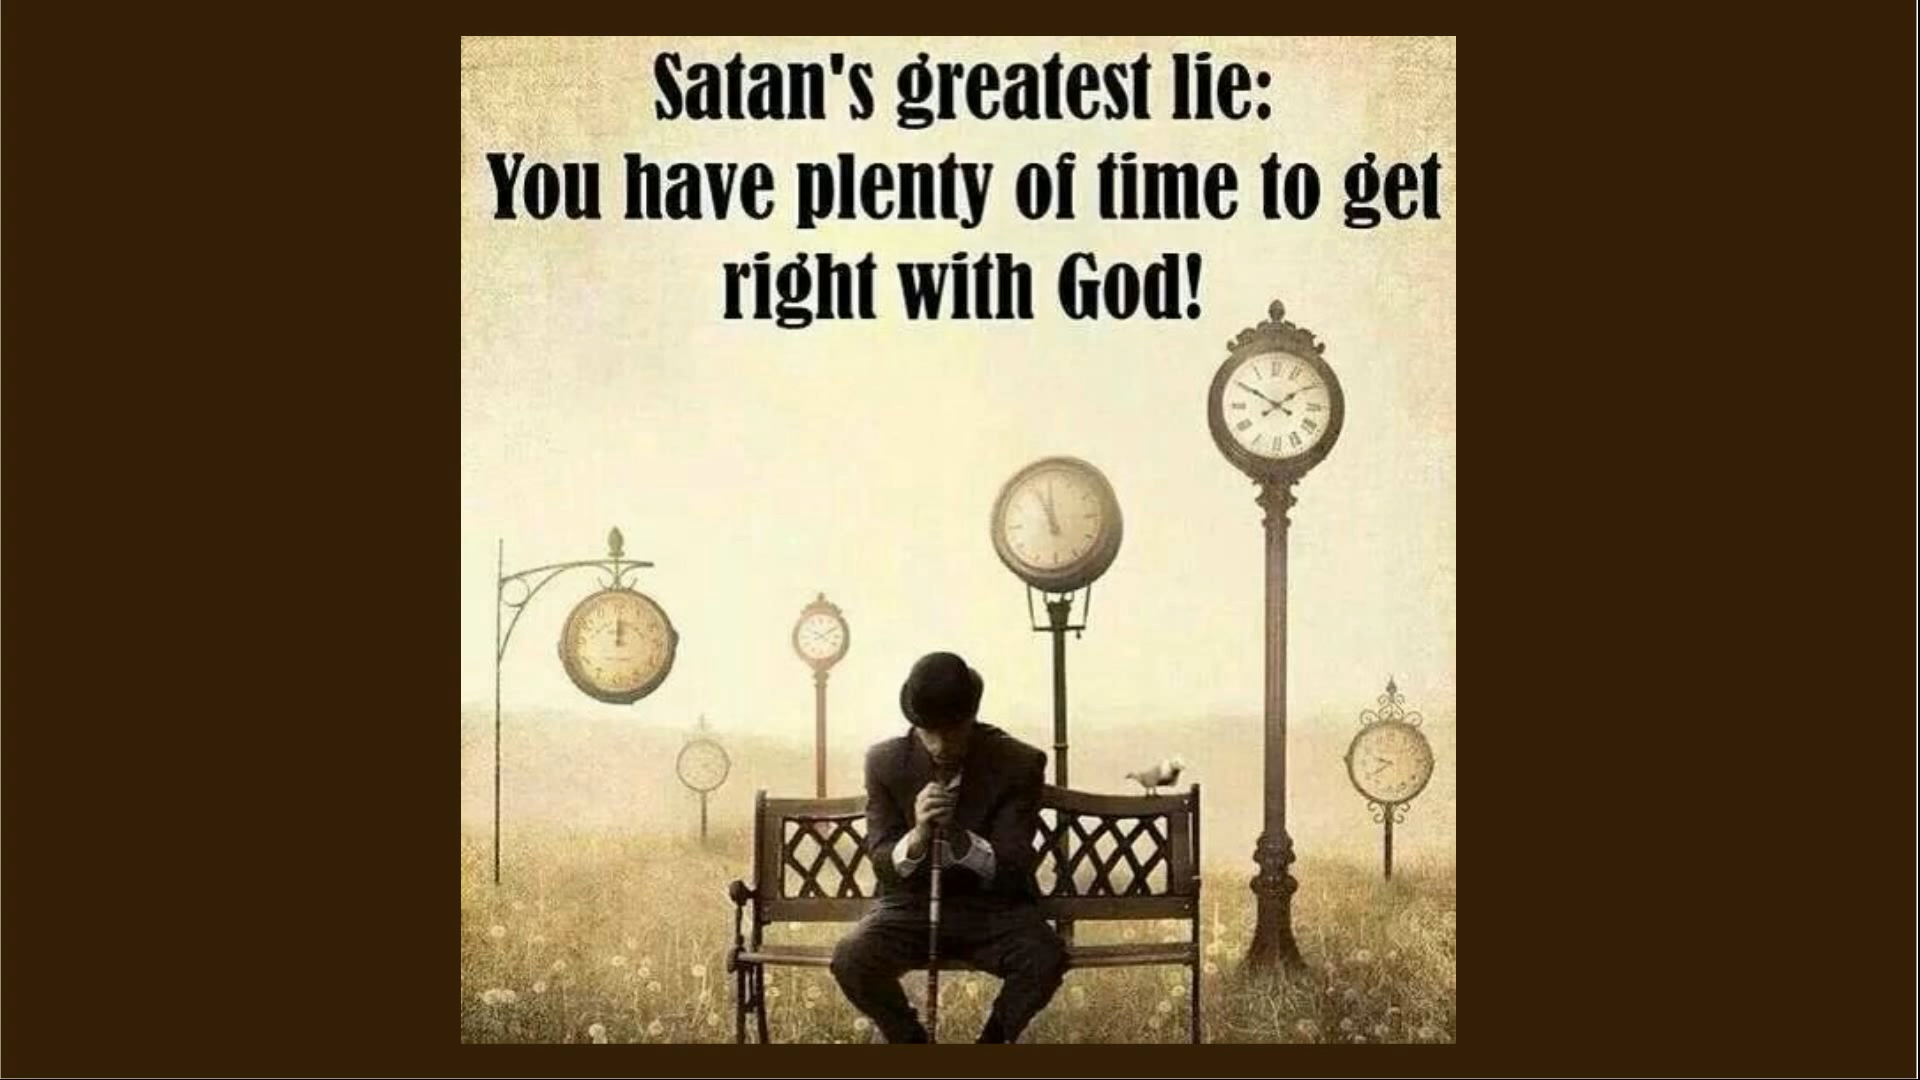 Satan's greatest lie:
You have plenty of time to get
right with God!